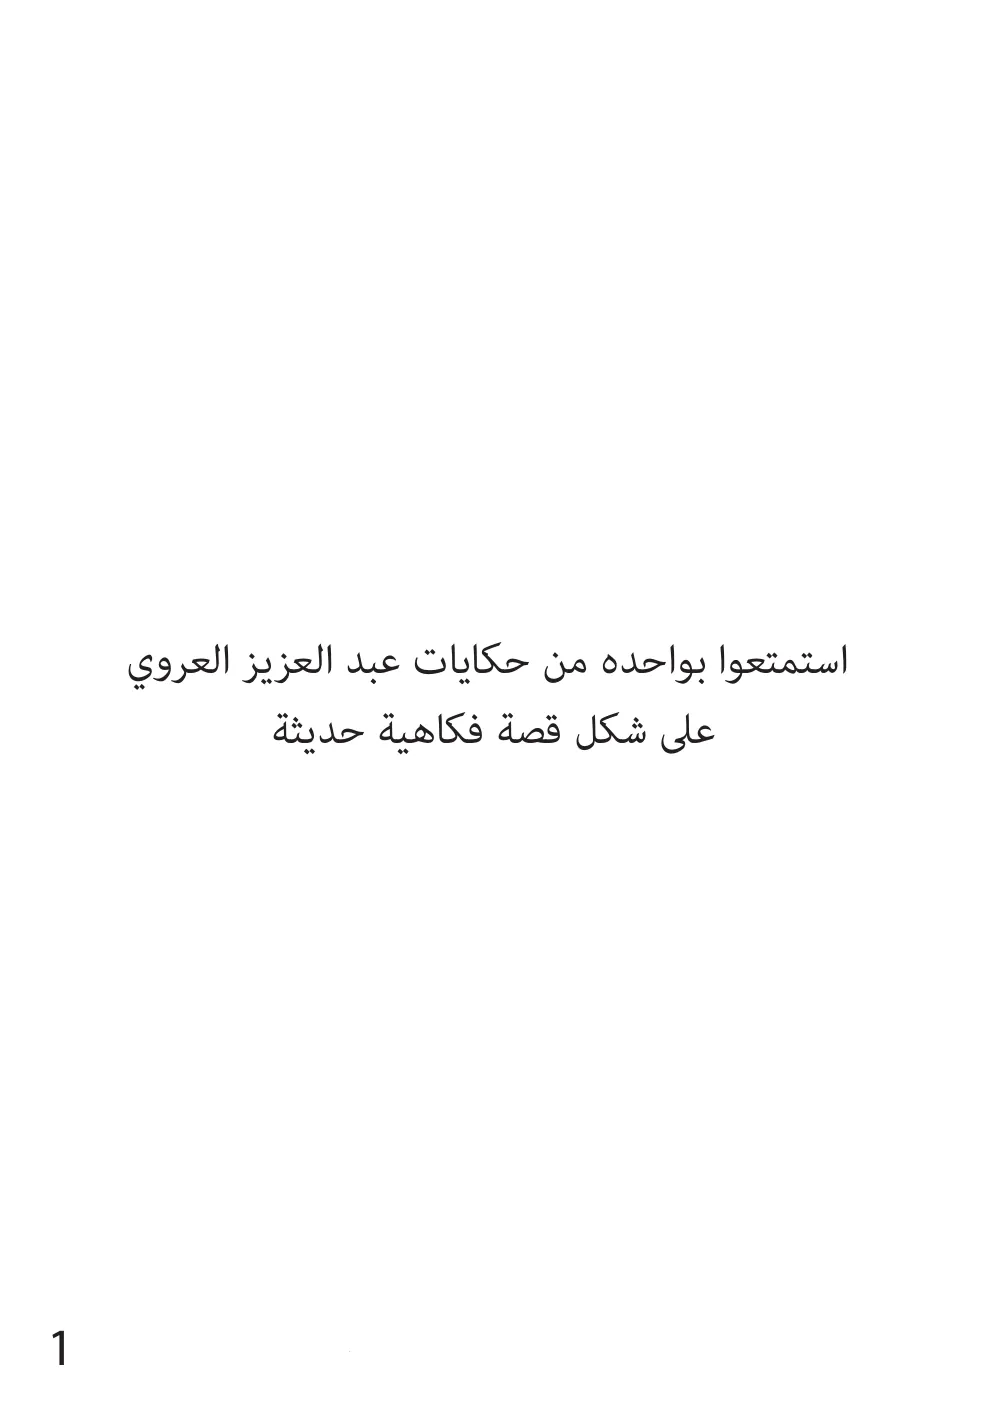 استمتعوا بواحده من حكايات عبد العزيز العروي
على شكل قصة فكاهية حديثة
1